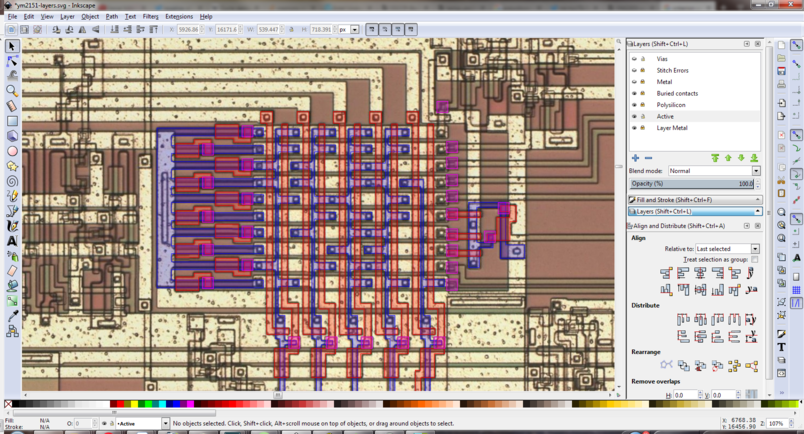 *ym2151-layers.svg - Inkscape
File Edit View Layer Object Path Text Filters Extensions Help
X: 5926.86 Y: 16171.6 W: 539.447 H: 718.391 px
Layers (Shift+Ctrl+L)
Vias
Stitch Errors
Metal
Buried contacts
Polysilicon
Active
Layer Metal
Blend mode: Normal
Opacity (%) 100.0
Fill and Stroke (Shift+Ctrl+F)
Layers (Shift+Ctrl+L)
Align and Distribute (Shift+Ctrl+A)
Align
Relative to: Last selected
Treat selection as group:
Distribute
Rearrange
Remove overlaps
H: 0.0 V: 0.0
Fill: N/A
Stroke: N/A
O: 0
•Active
No objects selected. Click, Shift+click, Alt+scroll mouse on top of objects, or drag around objects to select.
X: 6768.38
Y: 16456.90
Z: 107%